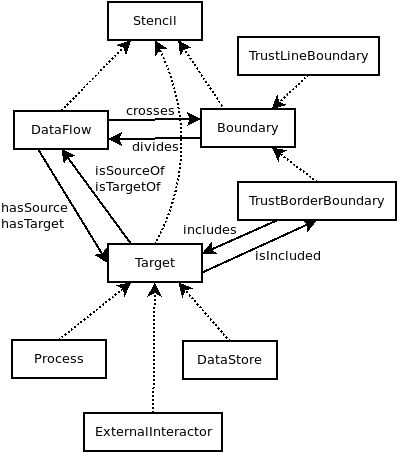 Stencil
TrustLineBoundary
crosses
DataFlow
Boundary
divides
isSourceOf
isTargetOf
TrustBorderBoundary
hasSource
hasTarget
includes
isIncluded
Target
Process
DataStore
ExternalInteractor